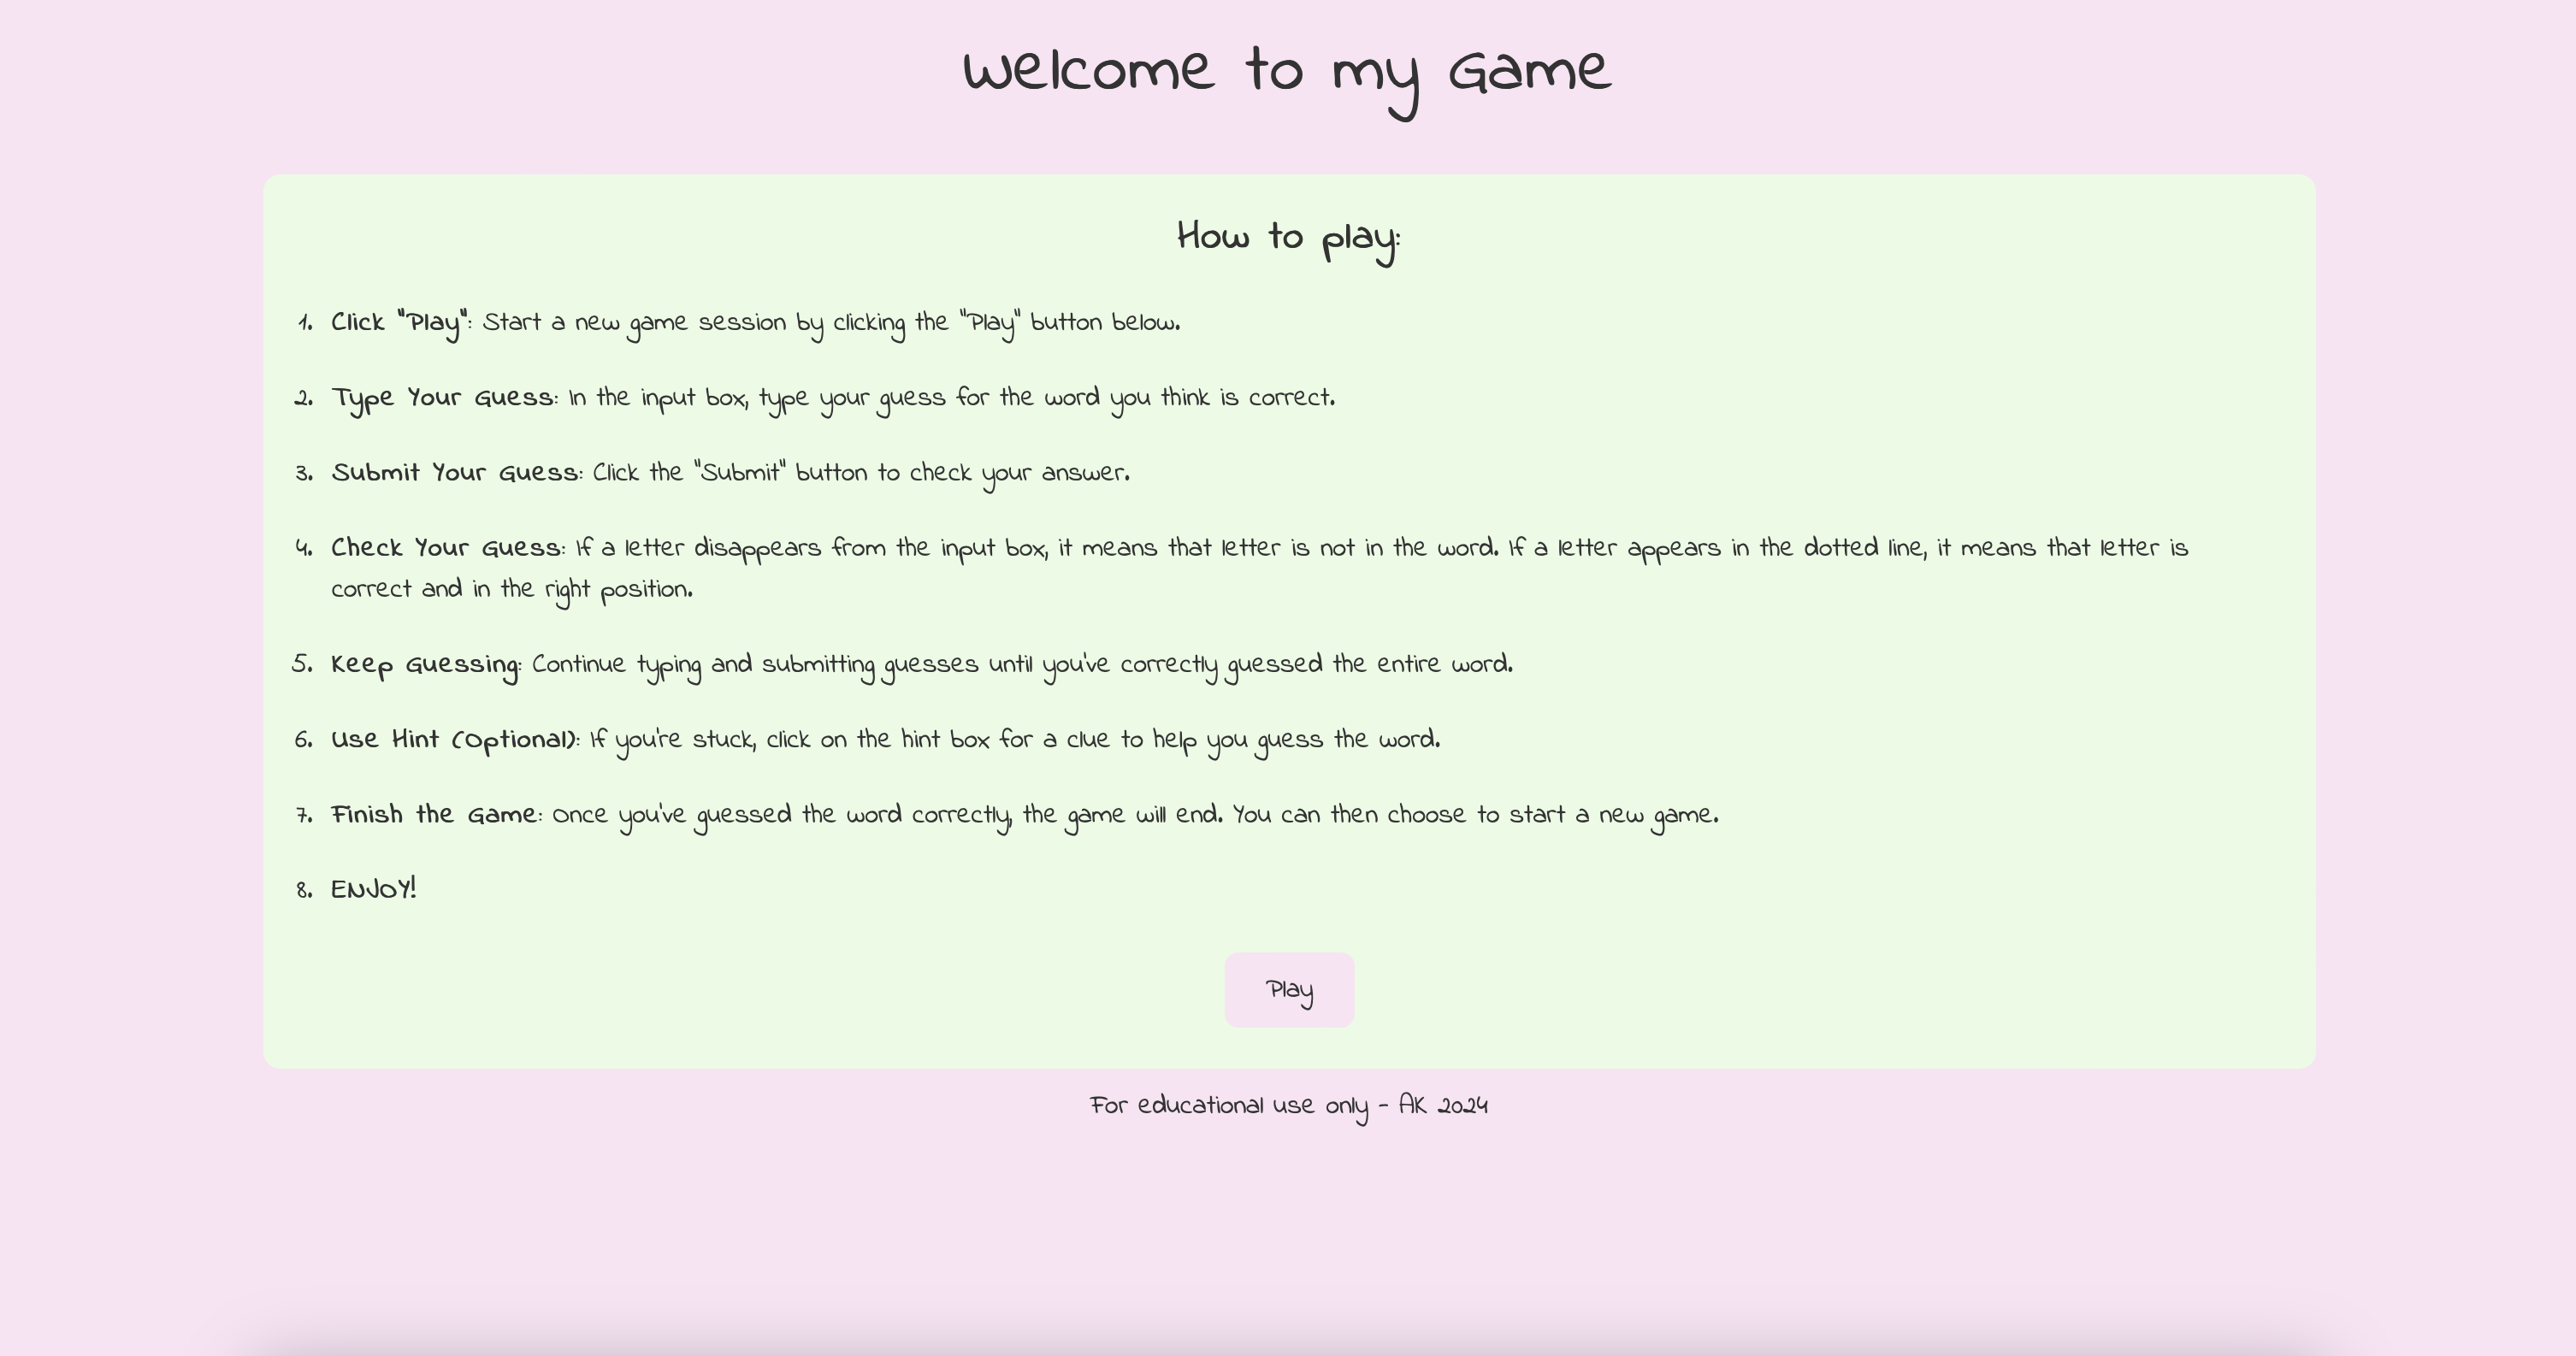 Welcome to my Game
How to play:
1. Click "Play": Start a new game session by clicking the "Play" button below.
2. Type Your Guess: In the input box, type your guess for the word you think is correct.
3. Submit Your Guess: Click the "Submit" button to check your answer.
4. Check Your Guess: If a letter disappears from the input box, it means that letter is not in the word. If a letter appears in the dotted line, it means that letter is
correct and in the right position.
5. Keep Guessing: Continue typing and submitting guesses until you've correctly guessed the entire word.
6. Use Hint (Optional): If you're stuck, click on the hint box for a clue to help you guess the word.
7. Finish the Game: Once you've guessed the word correctly, the game will end. You can then choose to start a new game.
8. ENJOY!
Play
For educational use only - AK 2024